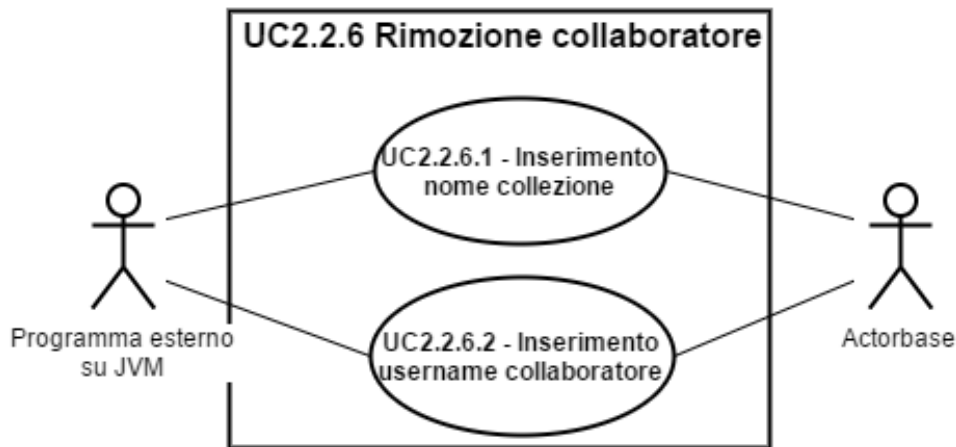 UC2.2.6 Rimozione collaboratore
UC2.2.6.1 - Inserimento
nome collezione
Programma esterno
su JVM
UC2.2.6.2 - Inserimento
username collaboratore
Actorbase